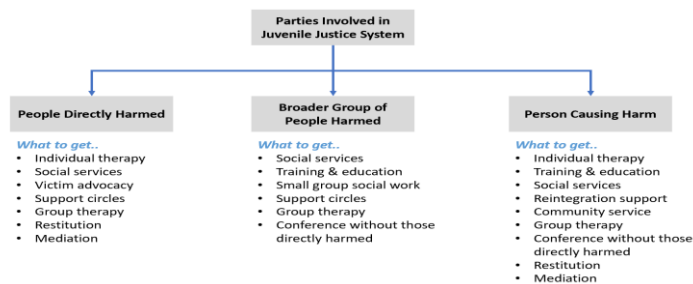 Parties Involved in
Juvenile Justice System
People Directly Harmed
What to get..
• Individual therapy
• Social services
• Victim advocacy
• Support circles
• Group therapy
• Restitution
• Mediation
Broader Group of
People Harmed
What to get..
• Social services
• Training & education
• Small group social work
• Support circles
• Group therapy
• Conference without those
directly harmed
Person Causing Harm
What to get..
• Individual therapy
• Training & education
• Social services
• Reintegration support
• Community service
• Group therapy
• Conference without those
directly harmed
• Restitution
• Mediation